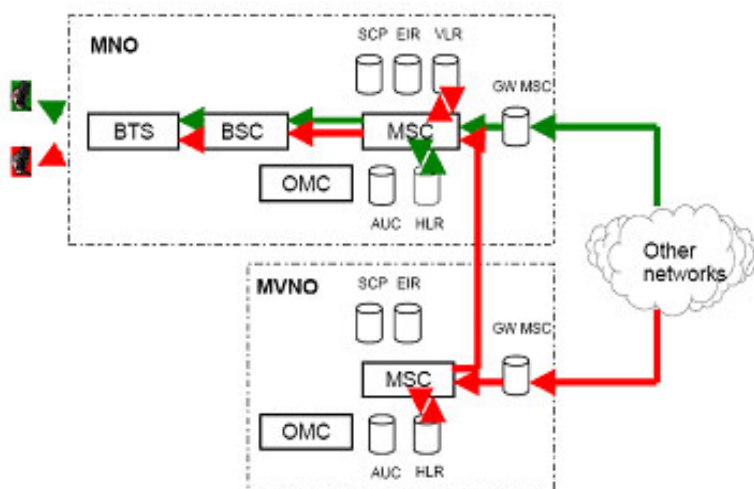 SCP EIR VLR
MNO
GW MSC
BTS BSC MSC
OMC
AUC HLR
Other
networks
SCP EIR
MVNO
GW MSC
MSC
OMC
AUC HLR